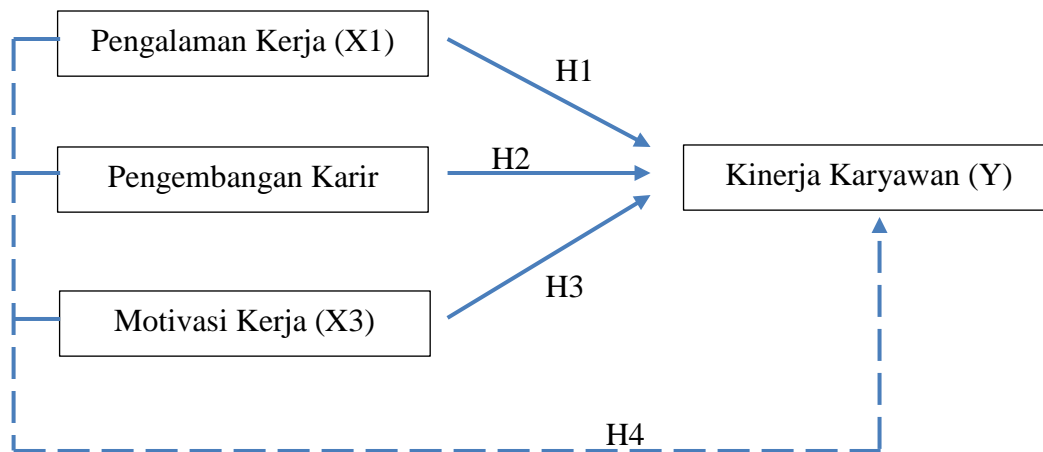 Pengalaman Kerja (X1)
H1
H2
Pengembangan Karir
Kinerja Karyawan (Y)
H3
Motivasi Kerja (X3)
H4